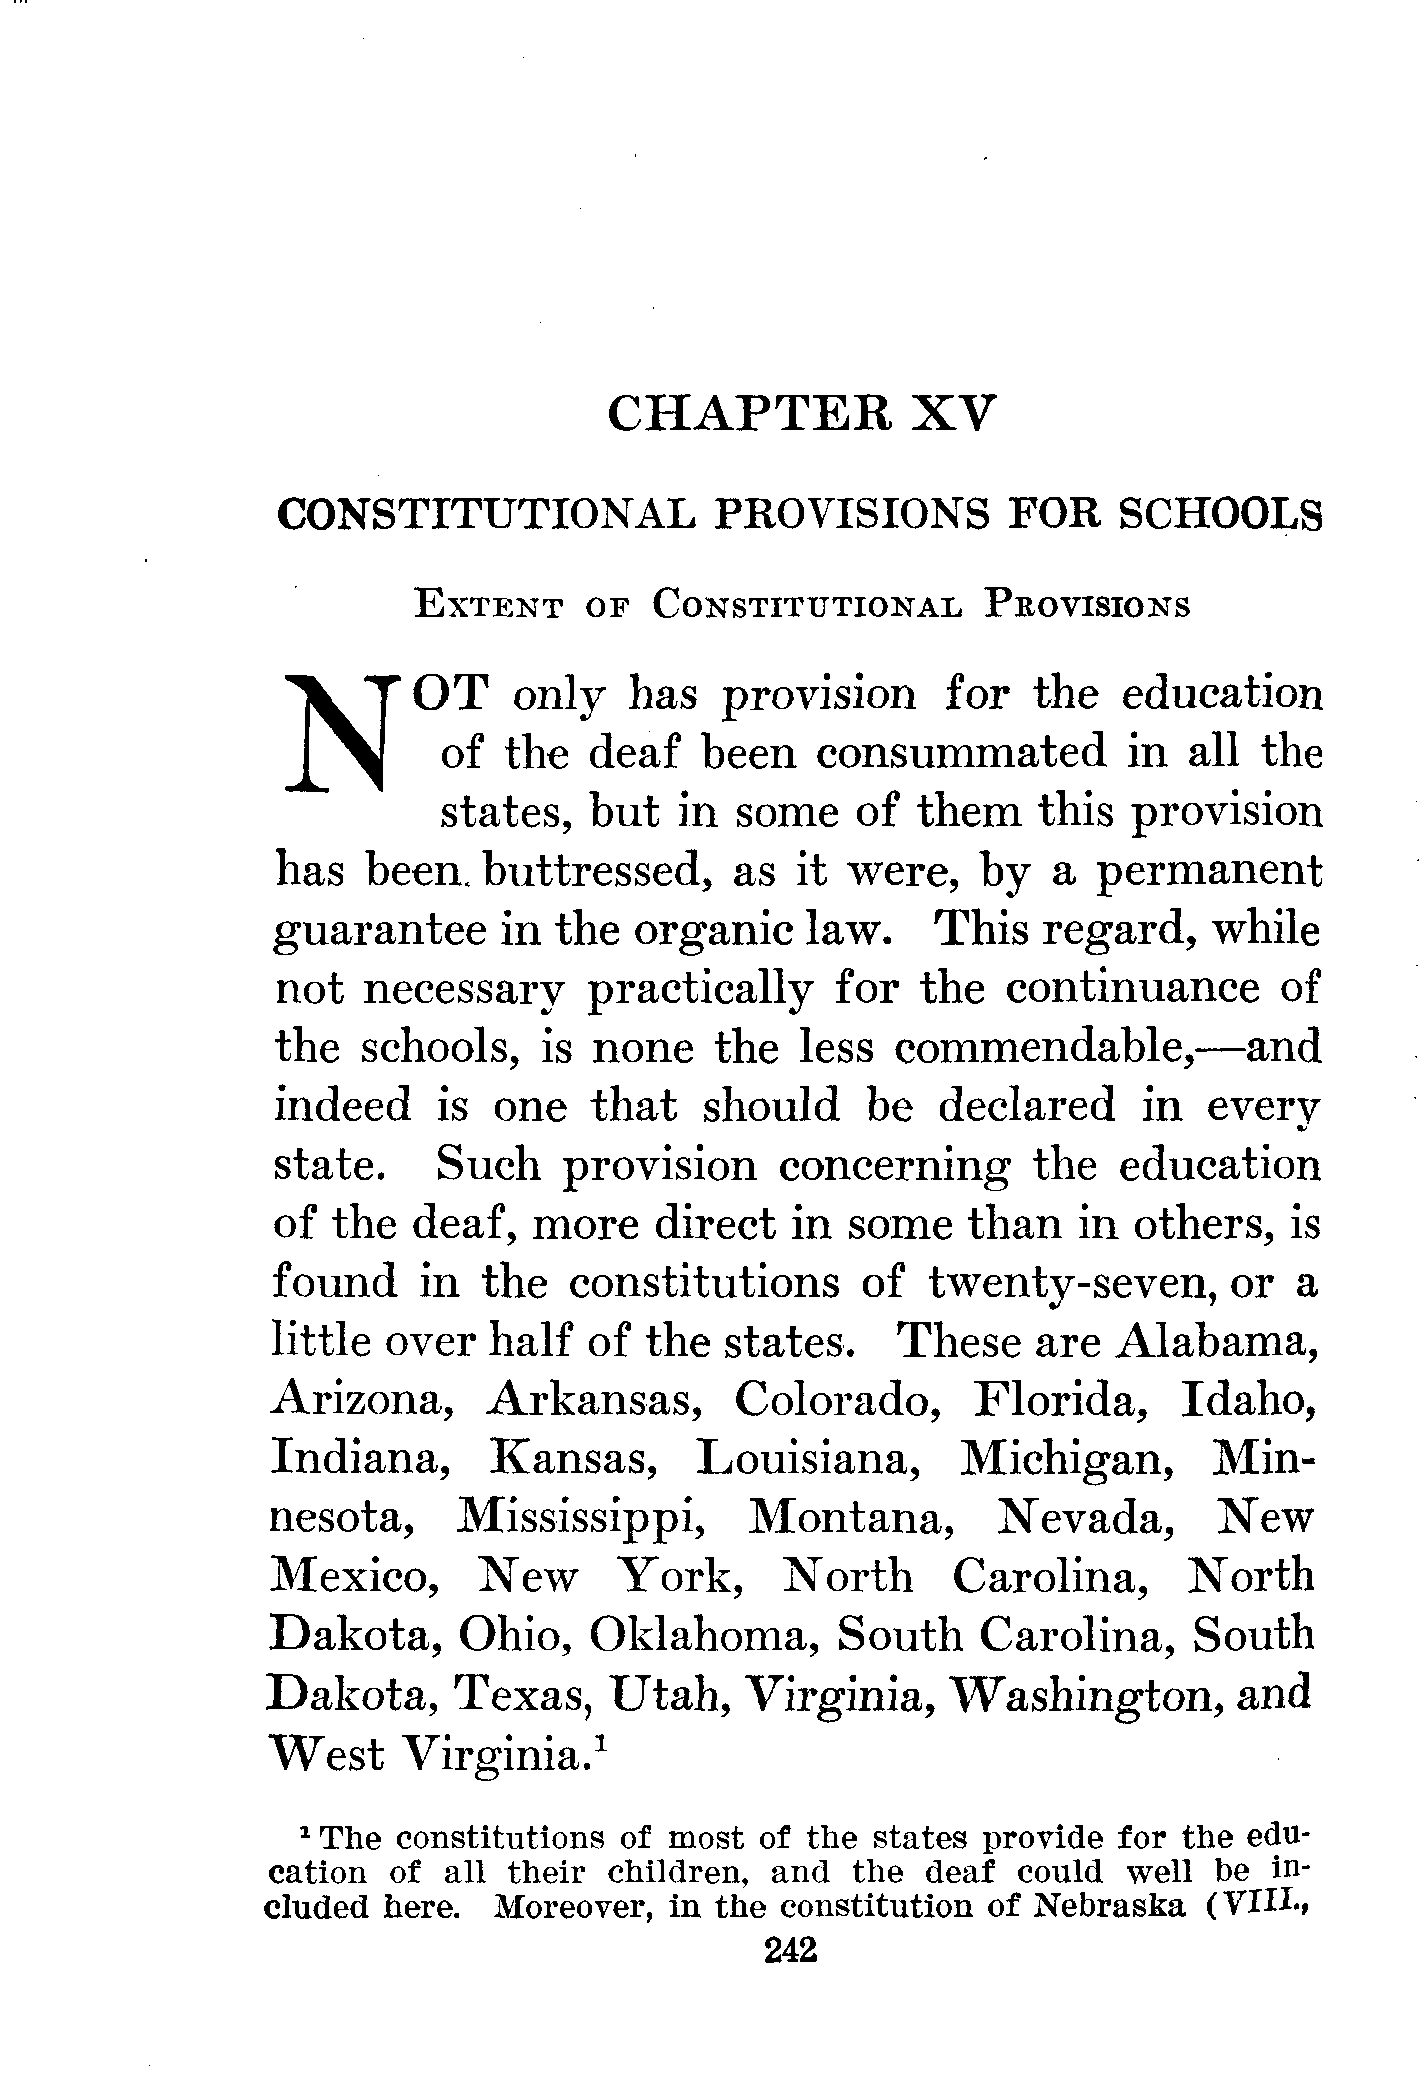 CHAPTER XV
CONSTITUTIONAL PROVISIONS FOR SCHOOLS
EXTENT OF CONSTITUTIONAL PROVISIONS
NOT only has provision for the education
of the deaf been consummated in all the
states, but in some of them this provision
has been. buttressed, as it were, by a permanent
guarantee in the organic law. This regard, while
not necessary practically for the continuance of
the schools, is none the less commendable,—and
indeed is one that should be declared in every
state. Such provision concerning the education
of the deaf, more direct in some than in others, is
found in the constitutions of twenty-seven, or a
little over half of the states. These are Alabama,
Arizona, Arkansas, Colorado, Florida, Idaho,
Indiana, Kansas, Louisiana, Michigan, Min-
nesota, Mississippi, Montana, Nevada, New
Mexico, New York, North Carolina, North
Dakota, Ohio, Oklahoma, South Carolina, South
Dakota, Texas, Utah, Virginia, Washington, and
West Virginia.¹
¹ The constitutions of most of the states provide for the edu-
cation of all their children, and the deaf could well be in-
cluded here. Moreover, in the constitution of Nebraska (VIII.,
242